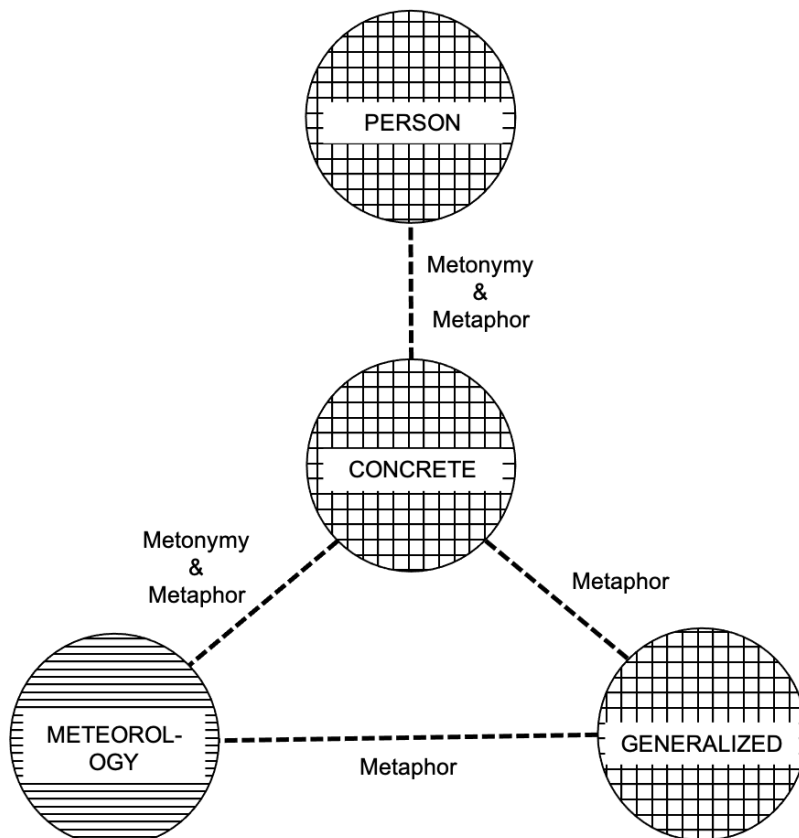 PERSON
Metonymy
&
Metaphor
CONCRETE
Metonymy
&
Metaphor
Metaphor
METEOROL-
OGY
GENERALIZED
Metaphor